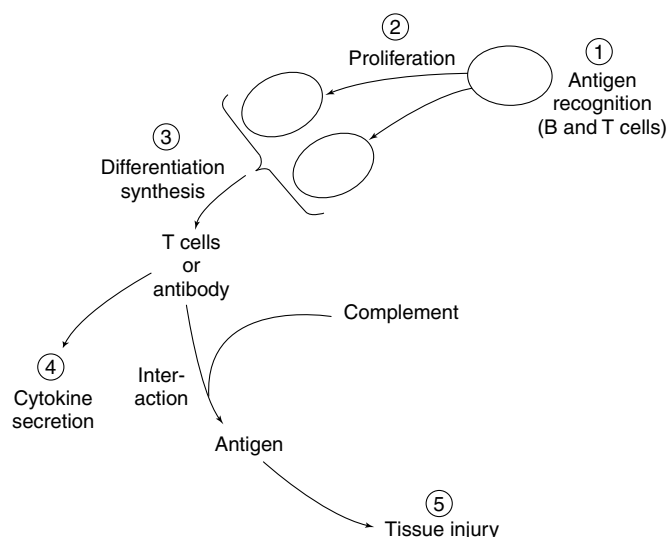 ①
Antigen
recognition
(B and T cells)
②
Proliferation
③
Differentiation
synthesis
T cells
or
antibody
④
Cytokine
secretion
Inter-
action
Complement
Antigen
⑤
Tissue injury